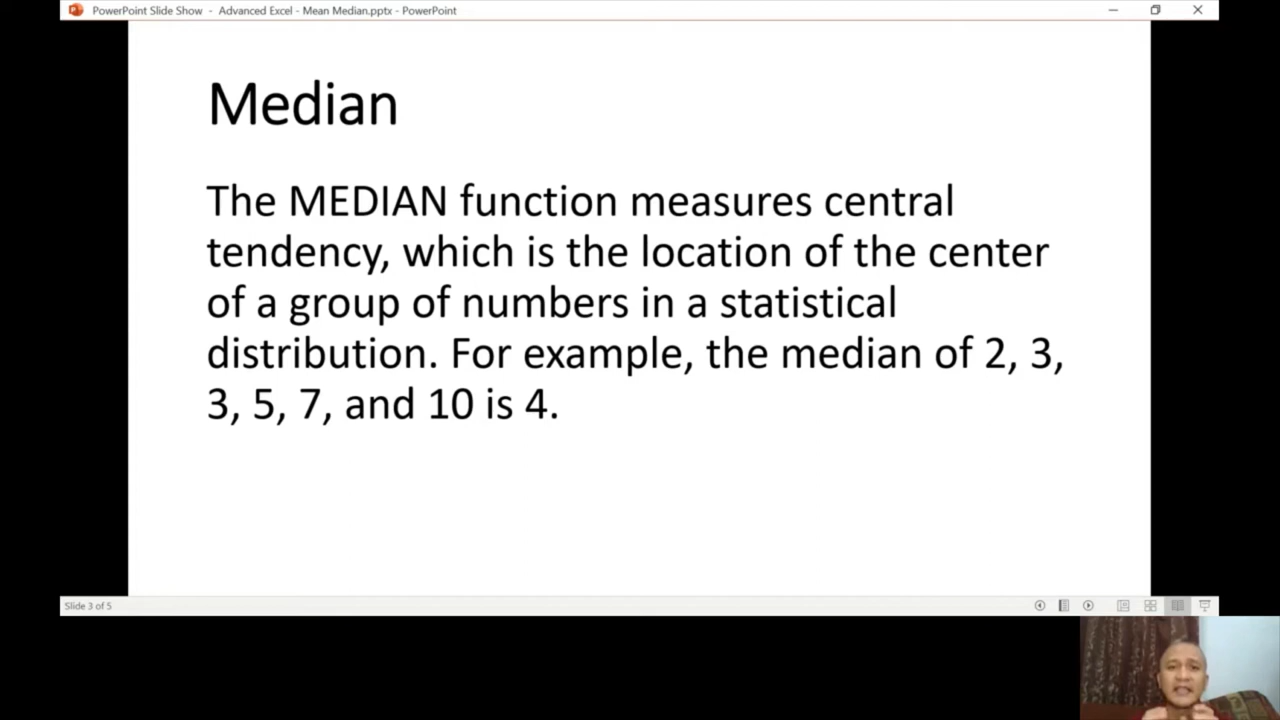 PowerPoint Slide Show - Advanced Excel - Mean Median.pptx - PowerPoint
Median
The MEDIAN function measures central
tendency, which is the location of the center
of a group of numbers in a statistical
distribution. For example, the median of 2, 3,
3, 5, 7, and 10 is 4.
Slide 3 of 5